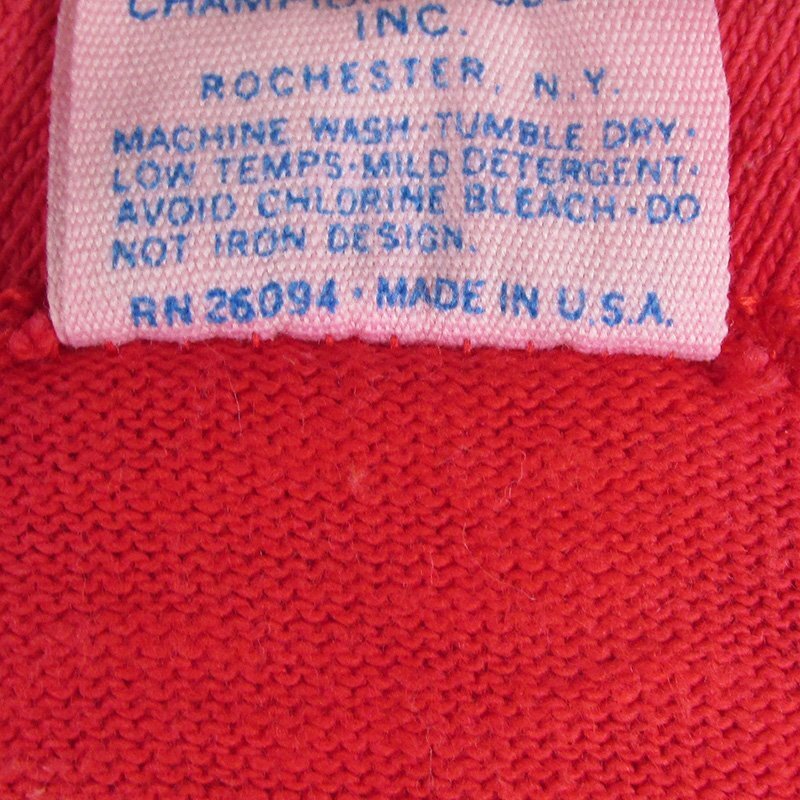 INC.
ROCHESTER, N.Y.
MACHINE WASH·TUMBLE DRY·
LOW TEMPS·MILD DETERGENT·
AVOID CHLORINE BLEACH·DO
NOT IRON DESIGN.
RN 26094 · MADE IN U.S.A.